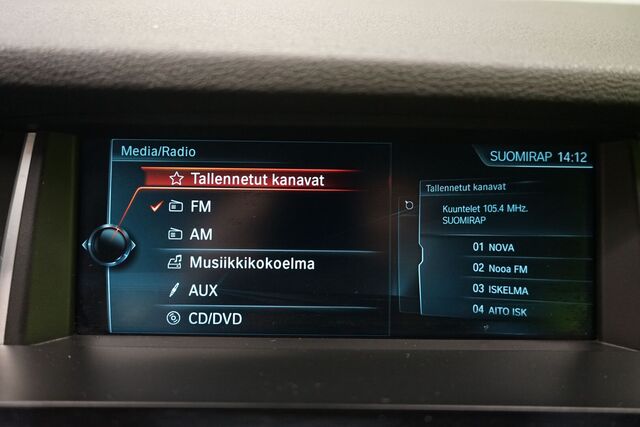 Media/Radio
SUOMIRAP 14:12
Tallennetut kanavat
FM
AM
Musiikkikokoelma
AUX
CD/DVD
Tallennetut kanavat
Kuuntelet 105.4 MHz.
SUOMIRAP
01 NOVA
02 Nooa FM
03 ISKELMA
04 AITO ISK